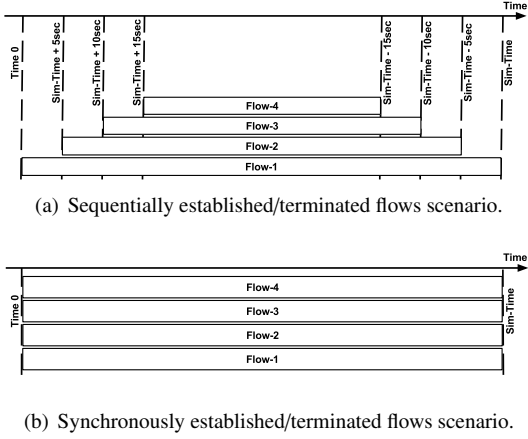 Time
Time 0
Sim-Time + 5sec
Sim-Time + 10sec
Sim-Time + 15sec
Sim-Time - 15sec
Sim-Time - 10sec
Sim-Time - 5sec
Sim-Time
Flow-4
Flow-3
Flow-2
Flow-1
(a) Sequentially established/terminated flows scenario.
Time
Time 0
Sim-Time
Flow-4
Flow-3
Flow-2
Flow-1
(b) Synchronously established/terminated flows scenario.